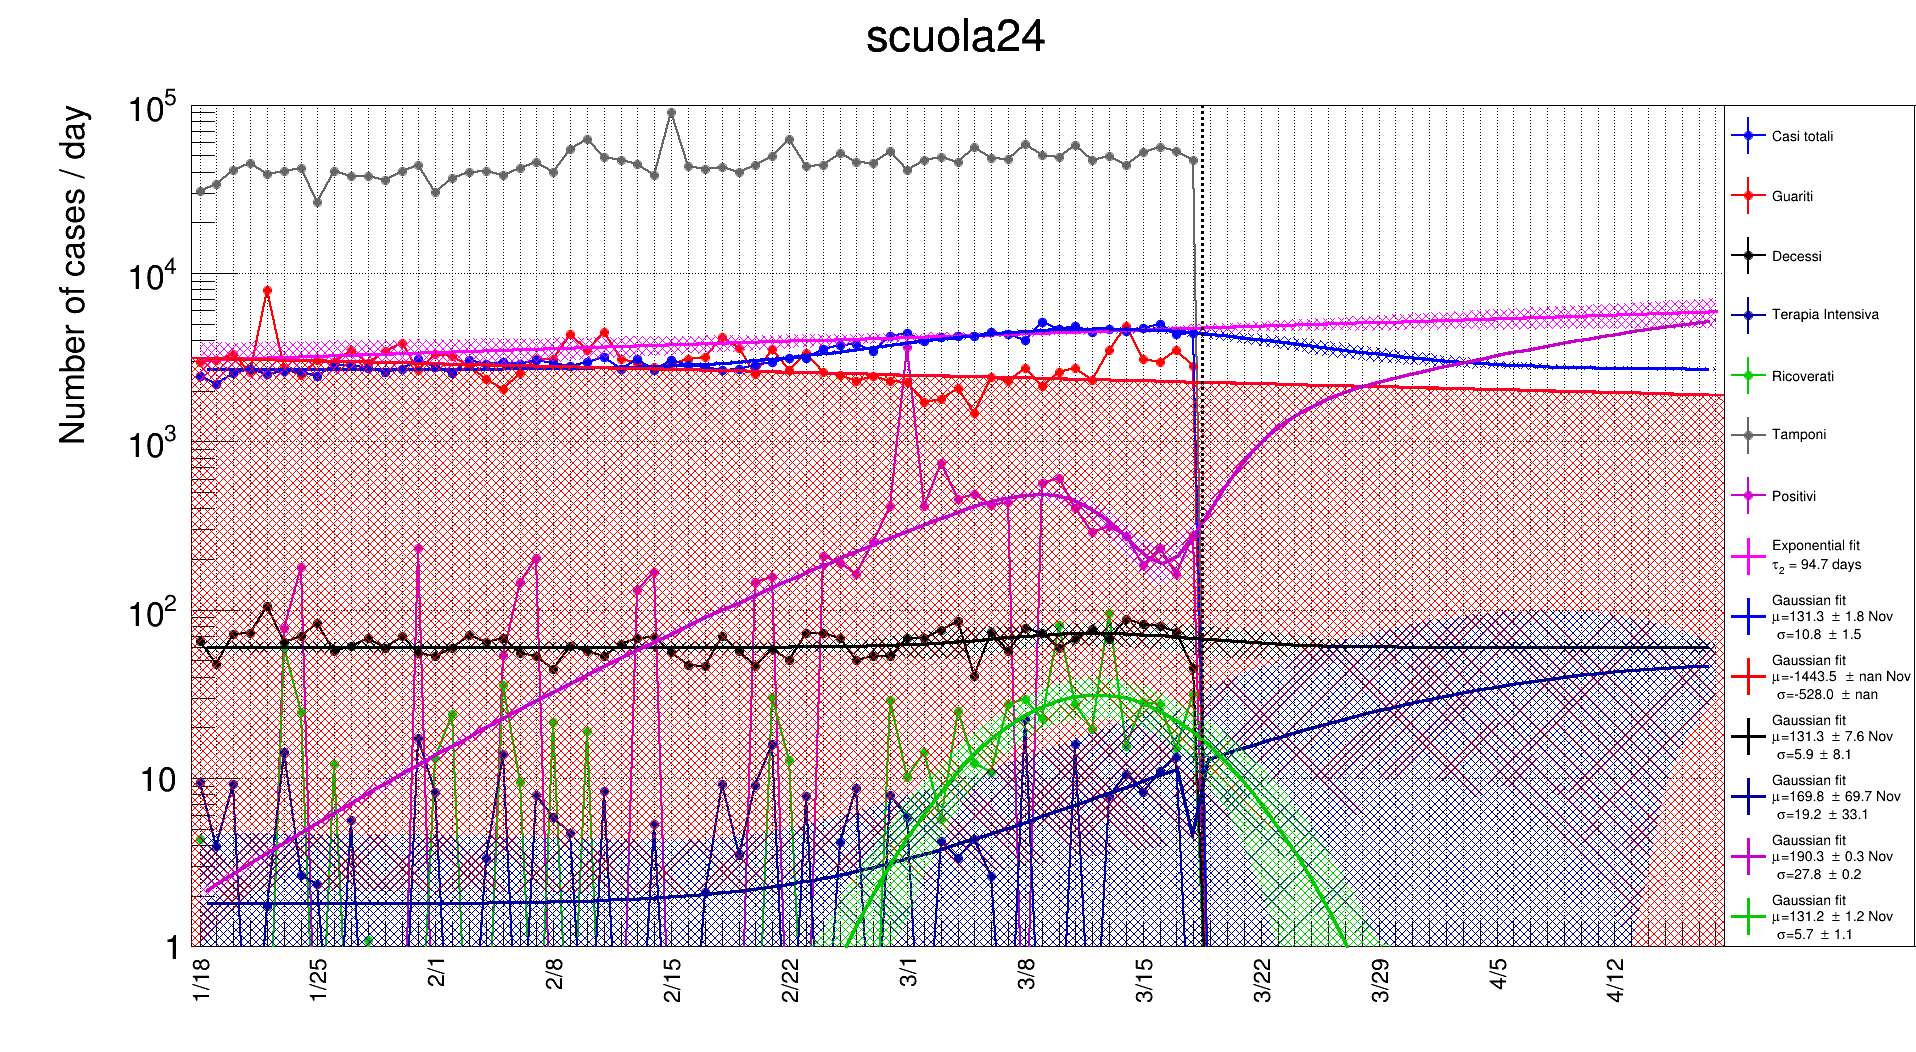 scuola24
Number of cases / day
10^5
10^4
10^3
10^2
10
1
1/18
1/25
2/1
2/8
2/15
2/22
3/1
3/8
3/15
3/22
3/29
4/5
4/12
Casi totali
Guariti
Decessi
Terapia Intensiva
Ricoverati
Tamponi
Positivi
Exponential fit
τ₂ = 94.7 days
Gaussian fit
μ=131.3 ± 1.8 Nov
σ=10.8 ± 1.5
Gaussian fit
μ=-1443.5 ± nan Nov
σ=-528.0 ± nan
Gaussian fit
μ=131.3 ± 7.6 Nov
σ=5.9 ± 8.1
Gaussian fit
μ=169.8 ± 69.7 Nov
σ=19.2 ± 33.1
Gaussian fit
μ=190.3 ± 0.3 Nov
σ=27.8 ± 0.2
Gaussian fit
μ=131.2 ± 1.2 Nov
σ=5.7 ± 1.1